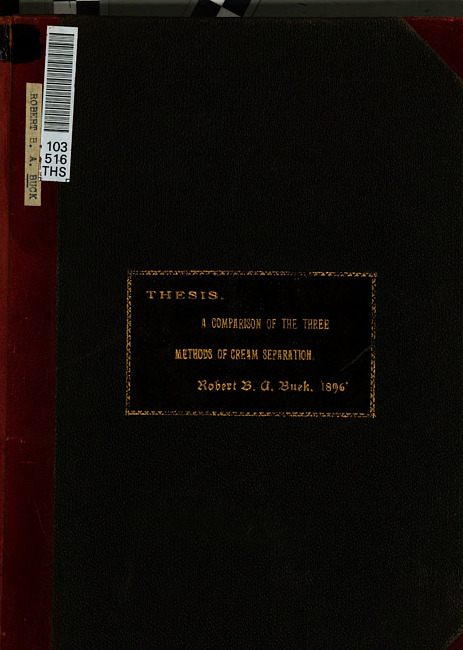 103
516
THS
ROBERT B. A. BUCK
THESIS.
A COMPARISON OF THE THREE
METHODS OF CREAM SEPARATION.
Robert B. A. Buck. 1896